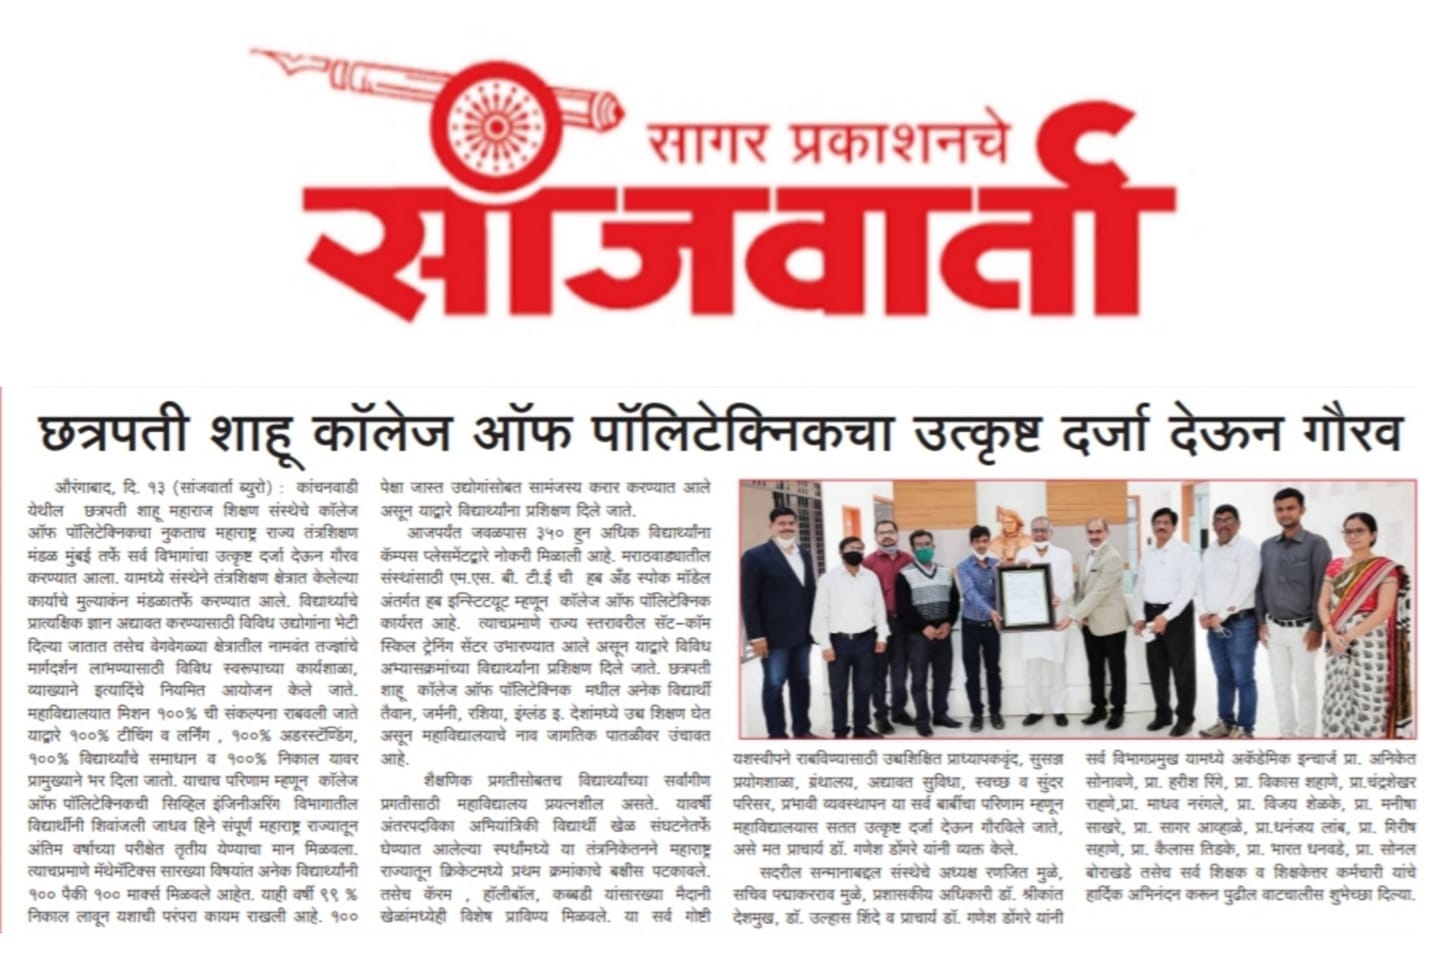 सागर प्रकाशनचे
सांजवार्ता
छत्रपती शाहू कॉलेज ऑफ पॉलिटेक्निकचा उत्कृष्ट दर्जा देऊन गौरव
औरंगाबाद, दि. १३ (सांजवार्ता ब्युरो) : कांचनवाडी
येथील छत्रपती शाहू महाराज शिक्षण संस्थेचे कॉलेज
ऑफ पॉलिटेक्निकचा नुकताच महाराष्ट्र राज्य तंत्रशिक्षण
मंडळ मुंबई तर्फे सर्व विभागांचा उत्कृष्ट दर्जा देऊन गौरव
करण्यात आला. यामध्ये संस्थेने तंत्रशिक्षण क्षेत्रात केलेल्या
कार्याचे मुल्याकंन मंडळातर्फे करण्यात आले. विद्यार्थ्यांचे
प्रात्यक्षिक ज्ञान अद्यावत करण्यासाठी विविध उद्योगांना भेटी
दिल्या जातात तसेच वेगवेगळ्या क्षेत्रातील नामवंत तज्ज्ञांचे
मार्गदर्शन लाभण्यासाठी विविध स्वरूपाच्या कार्यशाळा,
व्याख्याने इत्यादिंचे नियमित आयोजन केले जाते.
महाविद्यालयात मिशन १००% ची संकल्पना राबवली जाते
याद्वारे १००% टीचिंग व लर्निंग , १००% अडरस्टॅण्डिंग,
१००% विद्यार्थ्यांचे समाधान व १००% निकाल यावर
प्रामुख्याने भर दिला जातो. याचाच परिणाम म्हणून कॉलेज
ऑफ पॉलिटेक्निकची सिव्हिल इंजिनीअरिंग विभागातील
विद्यार्थीनी शिवांजली जाधव हिने संपूर्ण महाराष्ट्र राज्यातून
अंतिम वर्षाच्या परीक्षेत तृतीय येण्याचा मान मिळवला.
त्याचप्रमाणे मॅथेमॅटिक्स सारख्या विषयांत अनेक विद्यार्थ्यांनी
१०० पैकी १०० मार्क्स मिळवले आहेत. याही वर्षी ९९ %
निकाल लावून यशाची परंपरा कायम राखली आहे. १००
पेक्षा जास्त उद्योगांसोबत सामंजस्य करार करण्यात आले
असून याद्वारे विद्यार्थ्यांना प्रशिक्षण दिले जाते.
आजपर्यंत जवळपास ३५० हुन अधिक विद्यार्थ्यांना
कॅम्पस प्लेसमेंटद्वारे नोकरी मिळाली आहे. मराठवाड्यातील
संस्थांसाठी एम.एस. बी. टी.ई ची हब अँड स्पोक मॉडेल
अंतर्गत हब इन्स्टिटयूट म्हणून कॉलेज ऑफ पॉलिटेक्निक
कार्यरत आहे. त्याचप्रमाणे राज्य स्तरावरील सॅट-कॉम
स्किल ट्रेनिंग सेंटर उभारण्यात आले असून याद्वारे विविध
अभ्यासक्रमांच्या विद्यार्थ्यांना प्रशिक्षण दिले जाते. छत्रपती
शाहू कॉलेज ऑफ पॉलिटेक्निक मधील अनेक विद्यार्थी
तैवान, जर्मनी, रशिया, इंग्लंड इ. देशांमध्ये उच्च शिक्षण घेत
असून महाविद्यालयाचे नाव जागतिक पातळीवर उंचावत
आहे.
शैक्षणिक प्रगतीसोबतच विद्यार्थ्यांच्या सर्वांगीण
प्रगतीसाठी महाविद्यालय प्रयत्नशील असते. यावर्षी
अंतरपदविका अभियांत्रिकी विद्यार्थी खेळ संघटनेतर्फे
घेण्यात आलेल्या स्पर्धांमध्ये या तंत्रनिकेतनने महाराष्ट्र
राज्यातून क्रिकेटमध्ये प्रथम क्रमांकाचे बक्षीस पटकावले.
तसेच कॅरम , हॉलीबॉल, कब्बडी यांसारख्या मैदानी
खेळांमध्येही विशेष प्राविण्य मिळवले. या सर्व गोष्टी
यशस्वीपने राबविण्यासाठी उच्चशिक्षित प्राध्यापकवृंद, सुसज्ज
प्रयोगशाळा, ग्रंथालय, अद्यावत सुविधा, स्वच्छ व सुंदर
परिसर, प्रभावी व्यवस्थापन या सर्व बाबींचा परिणाम म्हणून
महाविद्यालयास सतत उत्कृष्ट दर्जा देऊन गौरविले जाते,
असे मत प्राचार्य डॉ. गणेश डोंगरे यांनी व्यक्त केले.
सदरील सन्मानाबद्दल संस्थेचे अध्यक्ष रणजित मुळे,
सचिव पद्माकरराव मुळे, प्रशासकीय अधिकारी डॉ. श्रीकांत
देशमुख, डॉ. उल्हास शिंदे व प्राचार्य डॉ. गणेश डोंगरे यांनी
सर्व विभागप्रमुख यामध्ये अकॅडेमिक इन्चार्ज प्रा. अनिकेत
सोनावणे, प्रा. हरीश रिंगे, प्रा. विकास शहाणे, प्रा.चंद्रशेखर
राहणे,प्रा. माधव नरंगले, प्रा. विजय शेळके, प्रा. मनीषा
साखरे, प्रा. सागर आव्हाळे, प्रा.धनंजय लांब, प्रा. गिरीष
सहाणे, प्रा. कैलास तिडके, प्रा. भारत धनवडे, प्रा. सोनल
बोराखडे तसेच सर्व शिक्षक व शिक्षकेत्तर कर्मचारी यांचे
हार्दिक अभिनंदन करून पुढील वाटचालीस शुभेच्छा दिल्या.